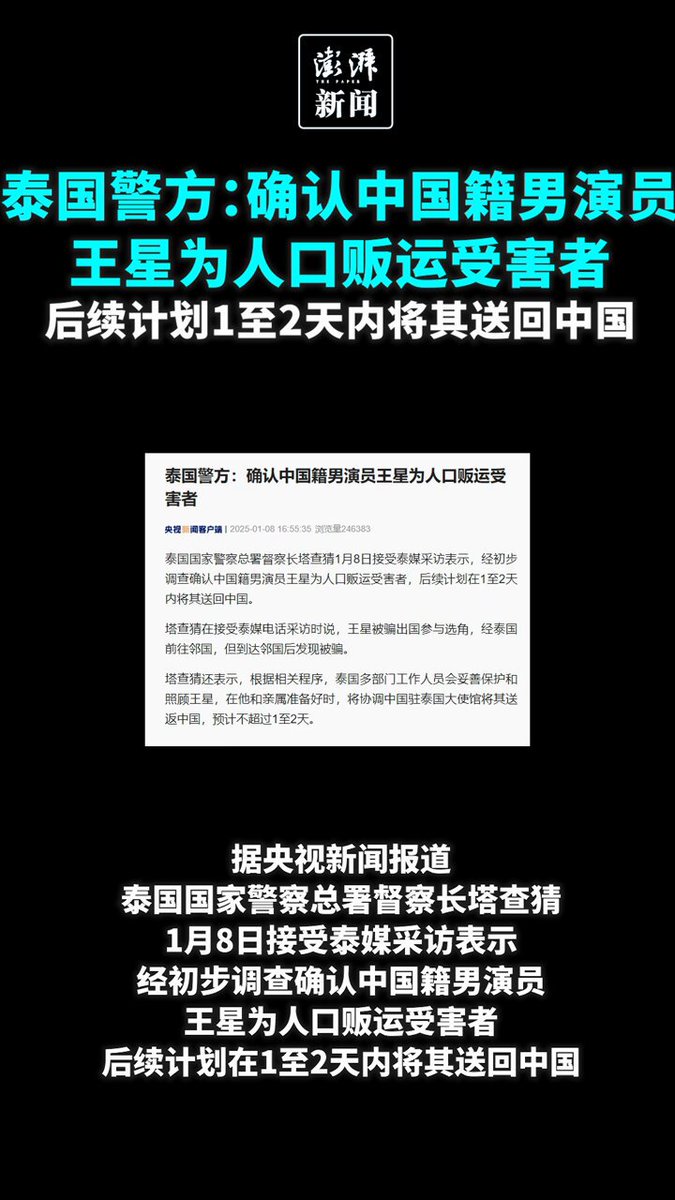 澎湃
THE PAPER
新闻
泰国警方：确认中国籍男演员
王星为人口贩运受害者
后续计划1至2天内将其送回中国
泰国警方：确认中国籍男演员王星为人口贩运受
害者
央视新闻客户端 | 2025-01-08 16:55:35 浏览量246383
泰国国家警察总署督察长塔查猜1月8日接受泰媒采访表示，经初步
调查确认中国籍男演员王星为人口贩运受害者，后续计划在1至2天
内将其送回中国。
塔查猜在接受泰媒电话采访时说，王星被骗出国参与选角，经泰国
前往邻国，但到达邻国后发现被骗。
塔查猜还表示，根据相关程序，泰国多部门工作人员会妥善保护和
照顾王星，在他和亲属准备好时，将协调中国驻泰国大使馆将其送
返中国，预计不超过1至2天。
据央视新闻报道
泰国国家警察总署督察长塔查猜
1月8日接受泰媒采访表示
经初步调查确认中国籍男演员
王星为人口贩运受害者
后续计划在1至2天内将其送回中国